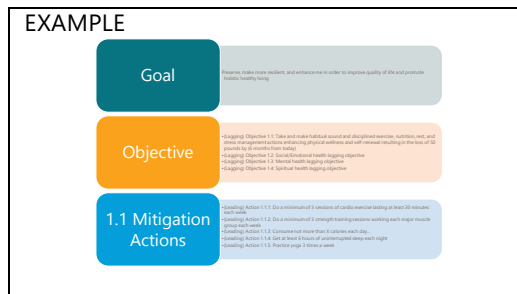 EXAMPLE
Goal
Preserve, make more resilient, and enhance me in order to improve quality of life and promote
holistic healthy living
Objective
•(Lagging) Objective 1.1: Take and make habitual sound and disciplined exercise, nutrition, rest, and
stress management actions enhancing physical wellness and self-renewal resulting in the loss of 50
pounds by (6 months from today)
•(Lagging) Objective 1.2: Social/Emotional health lagging objective
•(Lagging) Objective 1.3: Mental health lagging objective
•(Lagging) Objective 1.4: Spiritual health lagging objective
1.1 Mitigation
Actions
•(Leading) Action 1.1.1: Do a minimum of 3 sessions of cardio exercise lasting at least 30 minutes
each week
•(Leading) Action 1.1.2: Do a minimum of 3 strength training sessions working each major muscle
group each week
•(Leading) Action 1.1.3: Consume not more than X calories each day...
•(Leading) Action 1.1.4: Get at least 6 hours of uninterrupted sleep each night
•(Leading) Action 1.1.5: Practice yoga 3 times a week